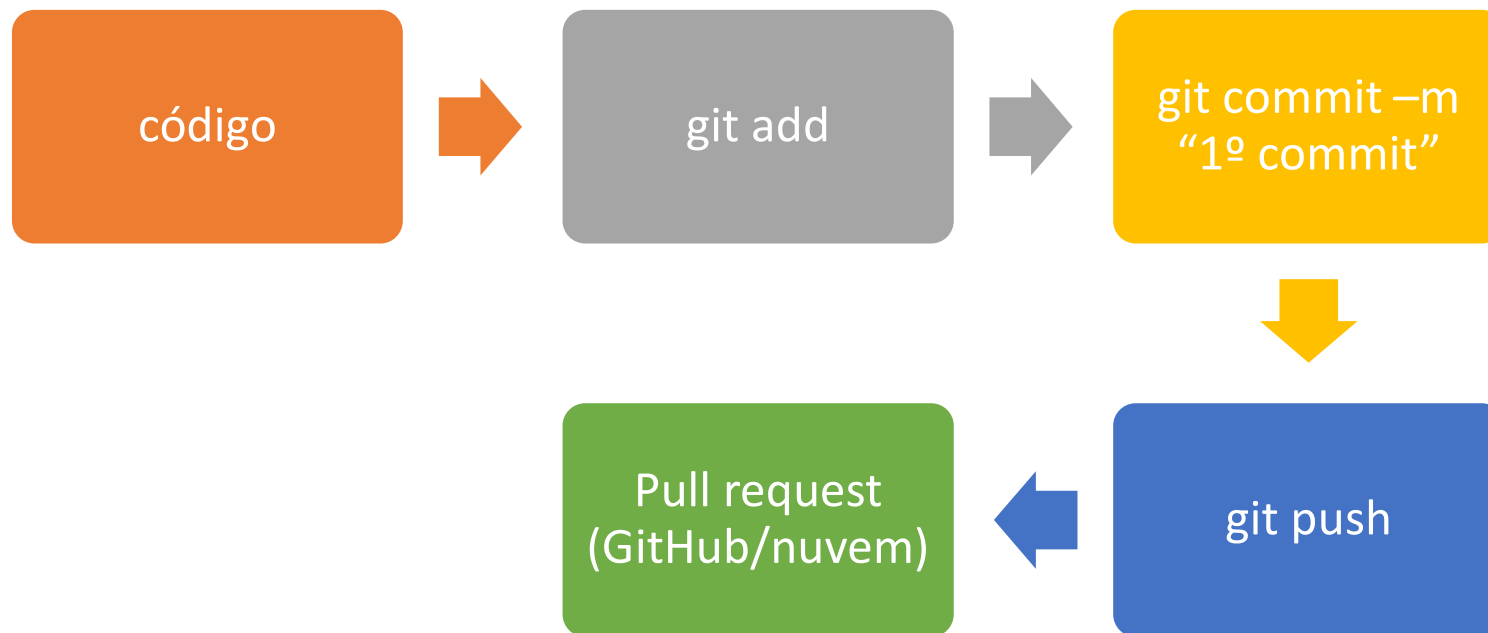 código
git add
git commit –m
“1º commit”
git push
Pull request
(GitHub/nuvem)